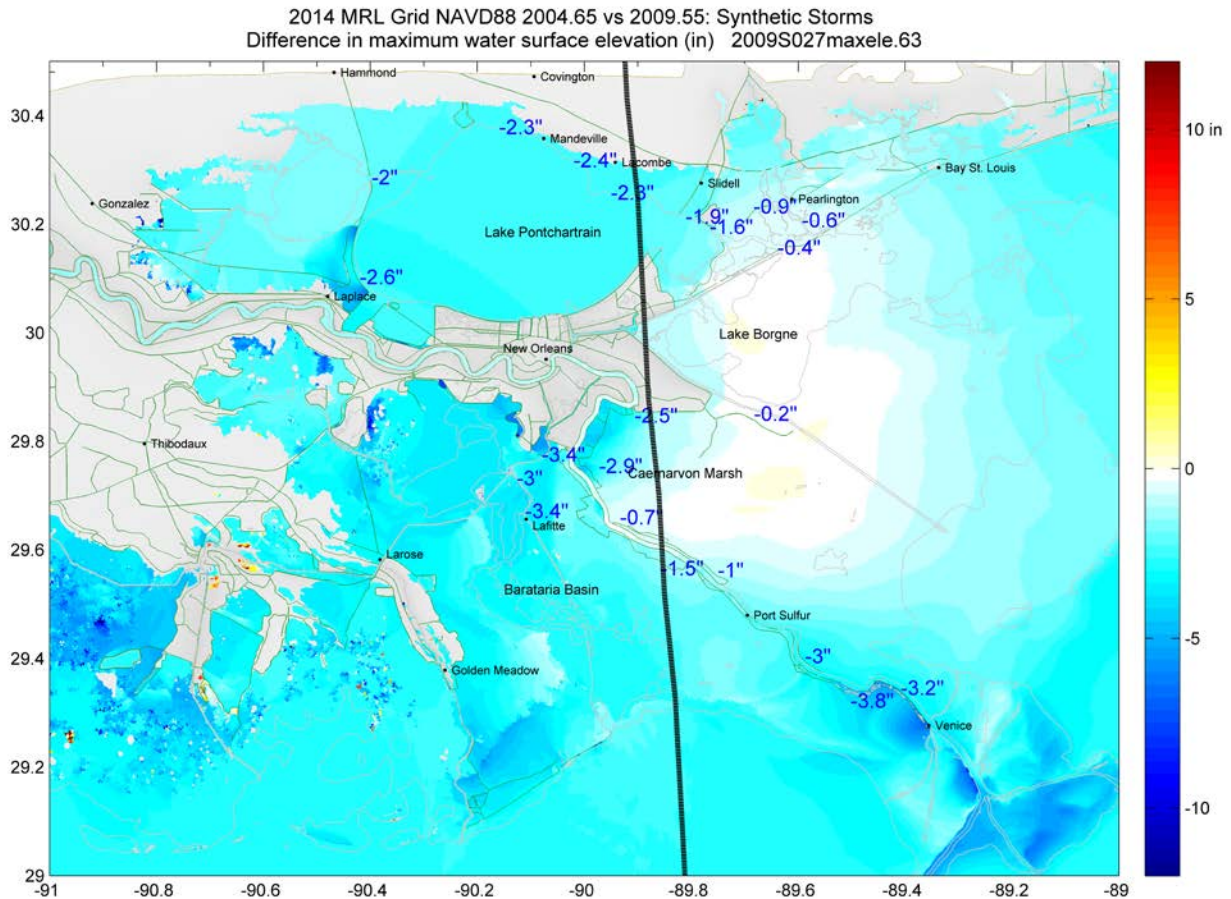 2014 MRL Grid NAVD88 2004.65 vs 2009.55: Synthetic Storms
Difference in maximum water surface elevation (in) 2009S027maxele.63
Hammond
Covington
30.4
10 in
-2.3"
Mandeville
-2.4"
Lacombe
Bay St. Louis
-2"
Slidell
-2.3"
Gonzalez
-0.9"
Pearlington
-1.9"
-0.6"
30.2
-1.6"
Lake Pontchartrain
-0.4"
5
-2.6"
Laplace
30
Lake Borgne
New Orleans
-2.5"
-0.2"
29.8
Thibodaux
-3.4"
0
-2.9"
Caernarvon Marsh
-3"
-3.4"
Lafitte
-0.7"
29.6
Larose
-1.5"
-1"
Barataria Basin
Port Sulfur
-5
29.4
-3"
Golden Meadow
-3.8"
-3.2"
Venice
29.2
-10
29
-91
-90.8
-90.6
-90.4
-90.2
-90
-89.8
-89.6
-89.4
-89.2
-89